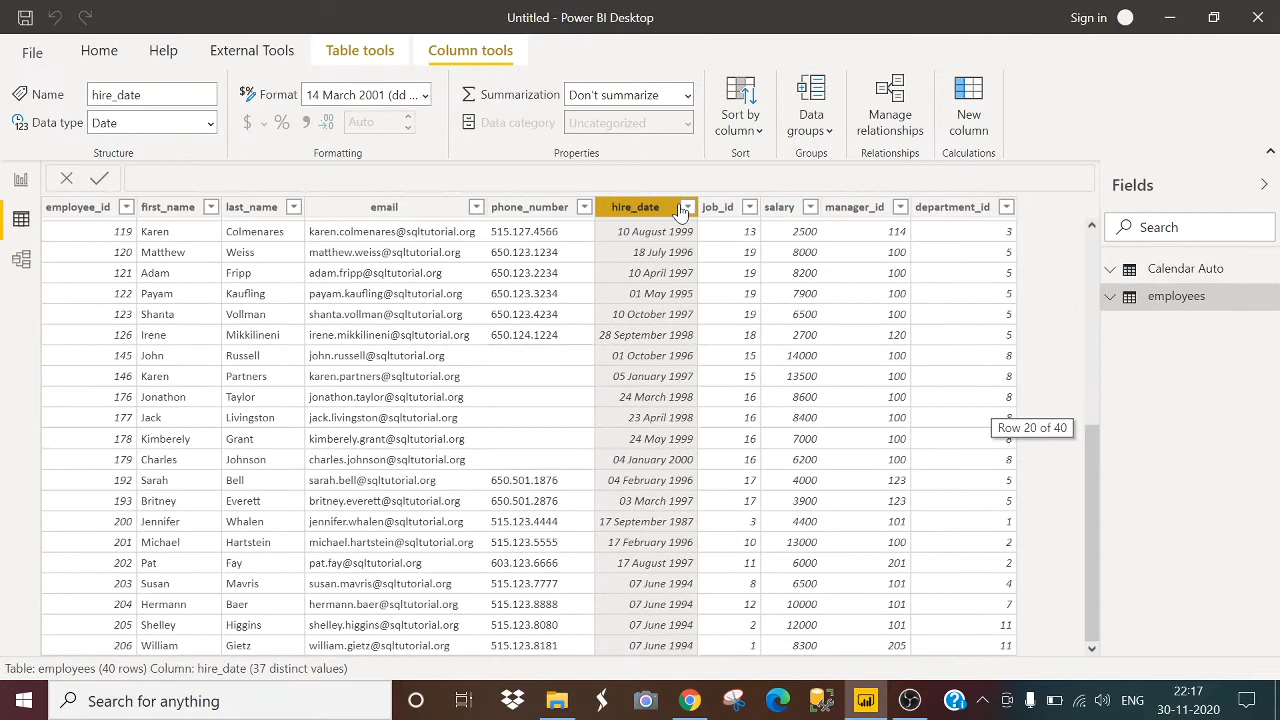 Untitled - Power BI Desktop
Sign in
File
Home
Help
External Tools
Table tools
Column tools
Name
hire_date
Data type
Date
Structure
Format
14 March 2001 (dd ...
$
%
Auto
Formatting
Summarization
Don't summarize
Data category
Uncategorized
Properties
Sort by
column
Sort
Data
groups
Groups
Manage
relationships
Relationships
New
column
Calculations
employee_id first_name last_name email phone_number hire_date job_id salary manager_id department_id
119 Karen Colmenares karen.colmenares@sqltutorial.org 515.127.4566 10 August 1999 13 2500 114 3
120 Matthew Weiss matthew.weiss@sqltutorial.org 650.123.1234 18 July 1996 19 8000 100 5
121 Adam Fripp adam.fripp@sqltutorial.org 650.123.2234 10 April 1997 19 8200 100 5
122 Payam Kaufling payam.kaufling@sqltutorial.org 650.123.3234 01 May 1995 19 7900 100 5
123 Shanta Vollman shanta.vollman@sqltutorial.org 650.123.4234 10 October 1997 19 6500 100 5
126 Irene Mikkilineni irene.mikkilineni@sqltutorial.org 650.124.1224 28 September 1998 18 2700 120 5
145 John Russell john.russell@sqltutorial.org 01 October 1996 15 14000 100 8
146 Karen Partners karen.partners@sqltutorial.org 05 January 1997 15 13500 100 8
176 Jonathon Taylor jonathon.taylor@sqltutorial.org 24 March 1998 16 8600 100 8
177 Jack Livingston jack.livingston@sqltutorial.org 23 April 1998 16 8400 100
178 Kimberely Grant kimberely.grant@sqltutorial.org 24 May 1999 16 7000 100
179 Charles Johnson charles.johnson@sqltutorial.org 04 January 2000 16 6200 100 8
192 Sarah Bell sarah.bell@sqltutorial.org 650.501.1876 04 February 1996 17 4000 123 5
193 Britney Everett britney.everett@sqltutorial.org 650.501.2876 03 March 1997 17 3900 123 5
200 Jennifer Whalen jennifer.whalen@sqltutorial.org 515.123.4444 17 September 1987 3 4400 101 1
201 Michael Hartstein michael.hartstein@sqltutorial.org 515.123.5555 17 February 1996 10 13000 100 2
202 Pat Fay pat.fay@sqltutorial.org 603.123.6666 17 August 1997 11 6000 201 2
203 Susan Mavris susan.mavris@sqltutorial.org 515.123.7777 07 June 1994 8 6500 101 4
204 Hermann Baer hermann.baer@sqltutorial.org 515.123.8888 07 June 1994 12 10000 101 7
205 Shelley Higgins shelley.higgins@sqltutorial.org 515.123.8080 07 June 1994 2 12000 101 11
206 William Gietz william.gietz@sqltutorial.org 515.123.8181 07 June 1994 1 8300 205 11
Row 20 of 40
Fields
Search
Calendar Auto
employees
Table: employees (40 rows) Column: hire_date (37 distinct values)
Search for anything
ENG
22:17
30-11-2020